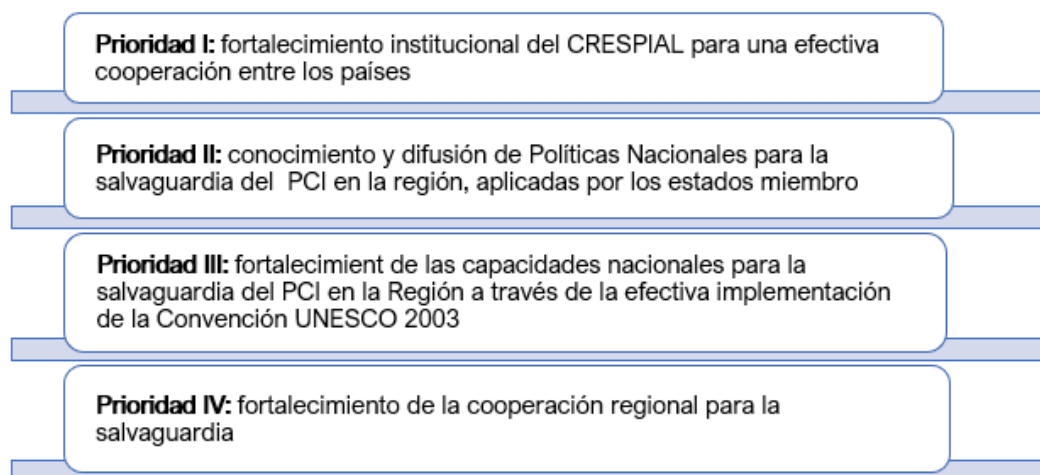 Prioridad I: fortalecimiento institucional del CRESPIAL para una efectiva
cooperación entre los países
Prioridad II: conocimiento y difusión de Políticas Nacionales para la
salvaguardia del PCI en la región, aplicadas por los estados miembro
Prioridad III: fortalecimient de las capacidades nacionales para la
salvaguardia del PCI en la Región a través de la efectiva implementación
de la Convención UNESCO 2003
Prioridad IV: fortalecimiento de la cooperación regional para la
salvaguardia